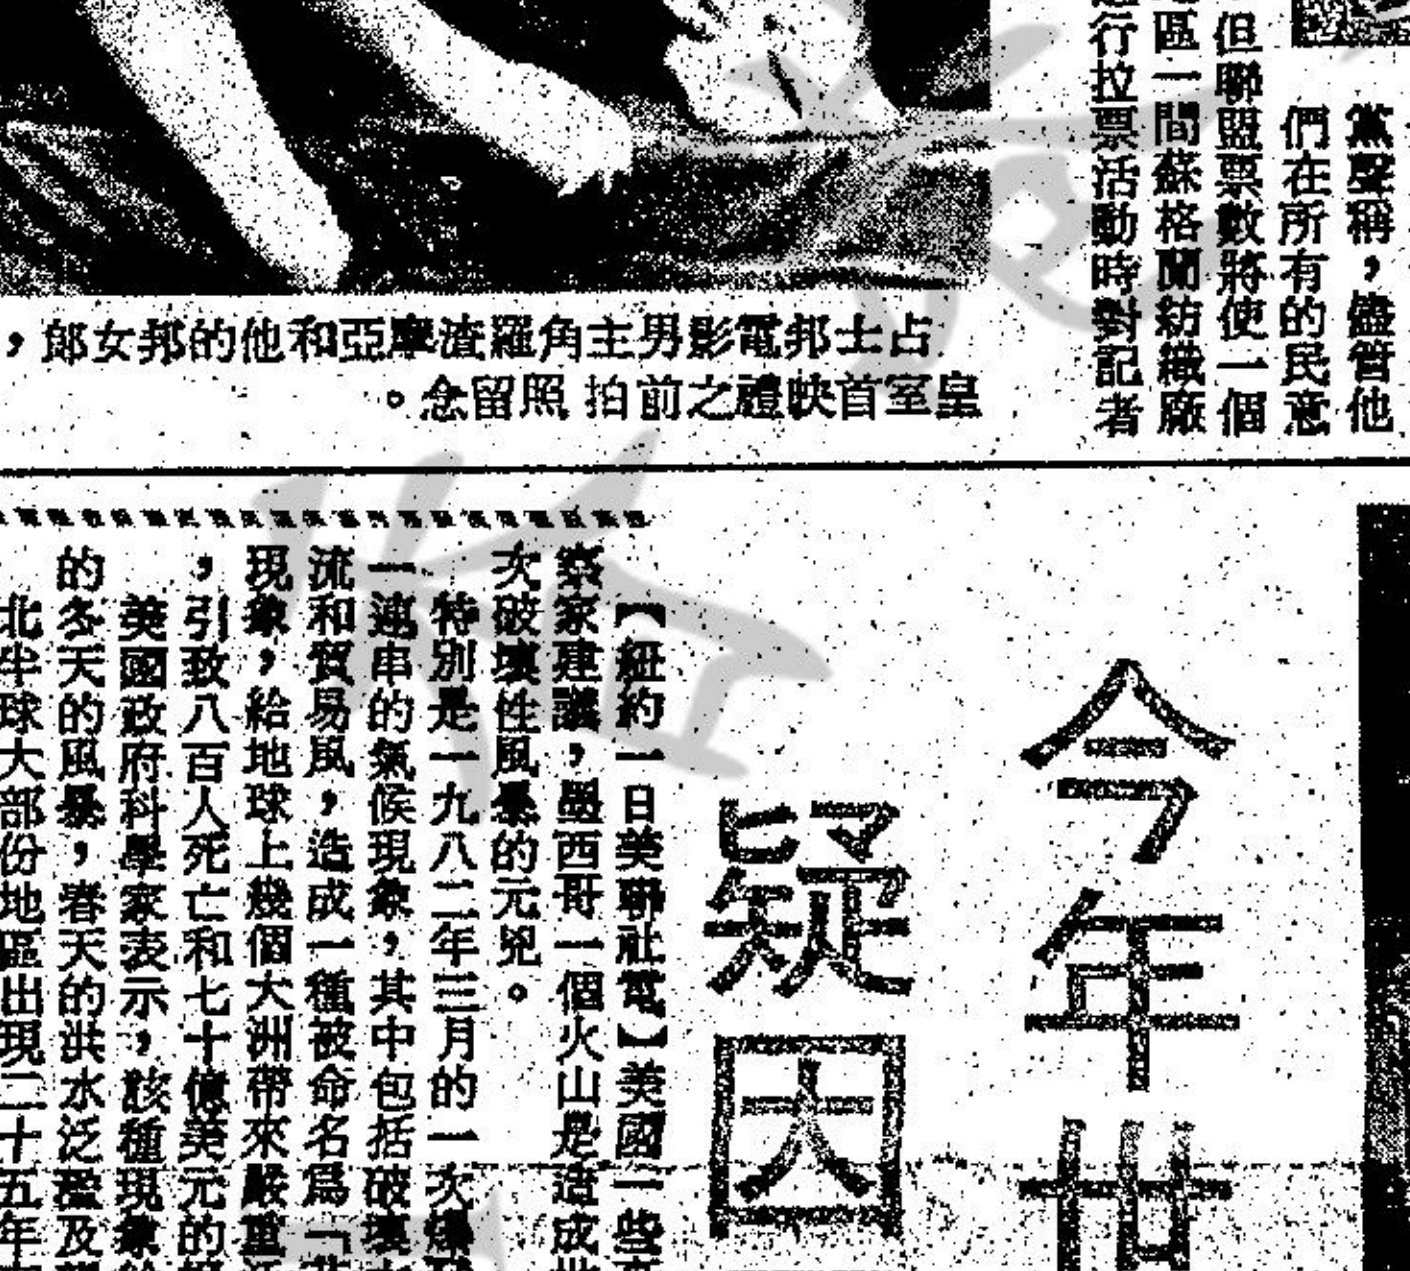 黨聲稱，儘管他
們在所有的民意
但聯盟票數將使一個
區一間蘇格蘭紡織廠
行拉票活動時對記者
占士邦電影男主角羅渣摩亞和他的邦女郎，
皇室首映禮之前拍照留念。
今年世
疑因
【紐約一日美聯社電】美國一些
察家建議，墨西哥一個火山是造成世
次破壞性風暴的元兇。
特別是一九八二年三月的一次爆
一連串的氣候現象，其中包括破壞
流和貿易風，造成一種被命名爲「
現象，給地球上幾個大洲帶來嚴重
，引致八百人死亡和七十億美元的
美國政府科學家表示，該種現象
的冬天的風暴，春天的洪水泛濫及
北半球大部份地區出現二十五年